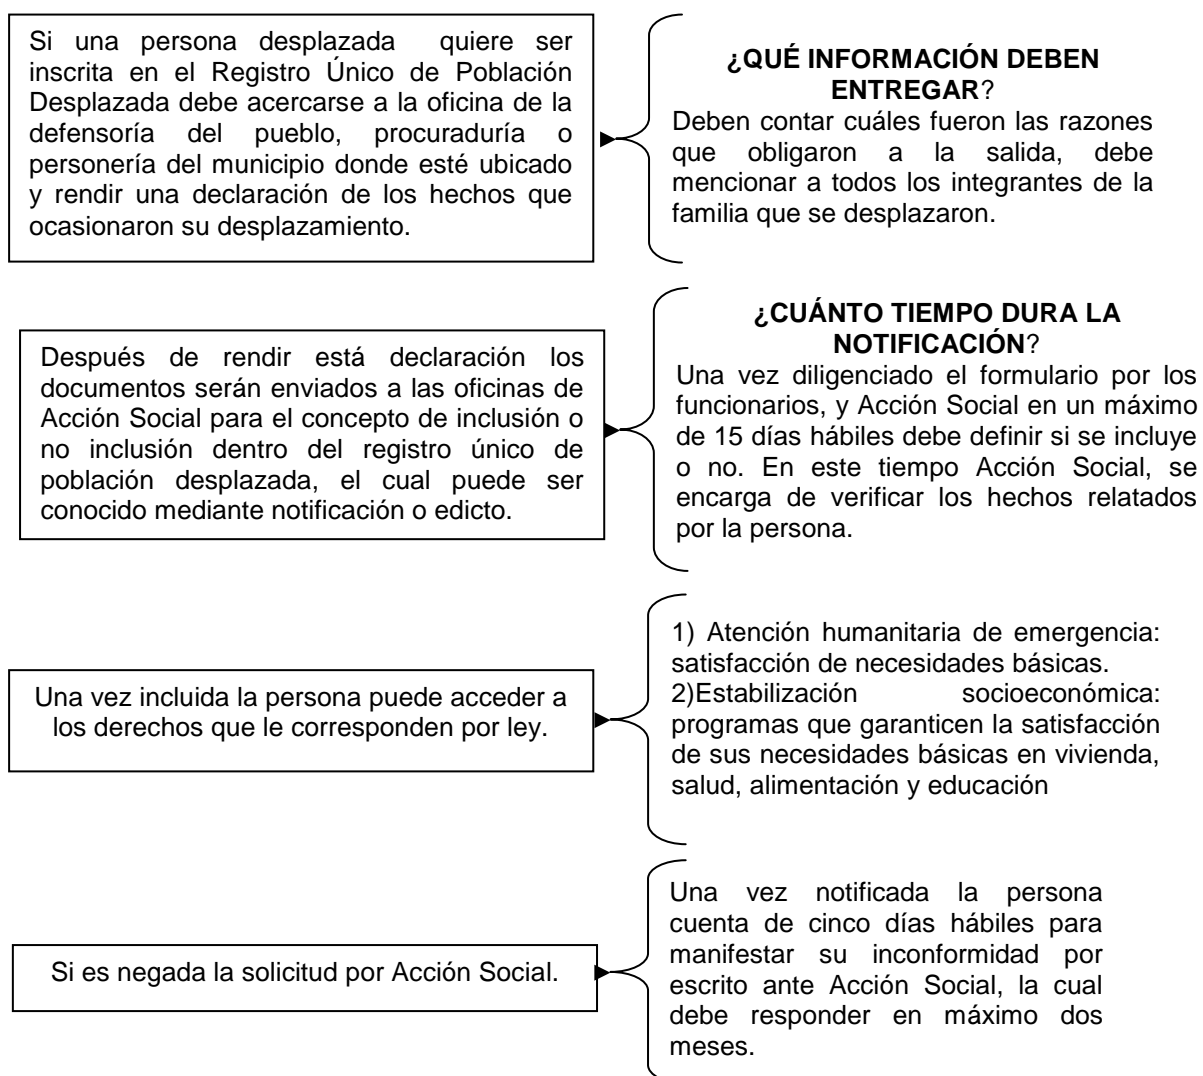 Si una persona desplazada quiere ser
inscrita en el Registro Único de Población
Desplazada debe acercarse a la oficina de la
defensoría del pueblo, procuraduría o
personería del municipio donde esté ubicado
y rendir una declaración de los hechos que
ocasionaron su desplazamiento.
¿QUÉ INFORMACIÓN DEBEN
ENTREGAR?
Deben contar cuáles fueron las razones
que obligaron a la salida, debe
mencionar a todos los integrantes de la
familia que se desplazaron.
Después de rendir está declaración los
documentos serán enviados a las oficinas de
Acción Social para el concepto de inclusión o
no inclusión dentro del registro único de
población desplazada, el cual puede ser
conocido mediante notificación o edicto.
¿CUÁNTO TIEMPO DURA LA
NOTIFICACIÓN?
Una vez diligenciado el formulario por los
funcionarios, y Acción Social en un máximo
de 15 días hábiles debe definir si se incluye
o no. En este tiempo Acción Social, se
encarga de verificar los hechos relatados
por la persona.
Una vez incluida la persona puede acceder a
los derechos que le corresponden por ley.
1) Atención humanitaria de emergencia:
satisfacción de necesidades básicas.
2)Estabilización socioeconómica:
programas que garanticen la satisfacción
de sus necesidades básicas en vivienda,
salud, alimentación y educación
Si es negada la solicitud por Acción Social.
Una vez notificada la persona
cuenta de cinco días hábiles para
manifestar su inconformidad por
escrito ante Acción Social, la cual
debe responder en máximo dos
meses.